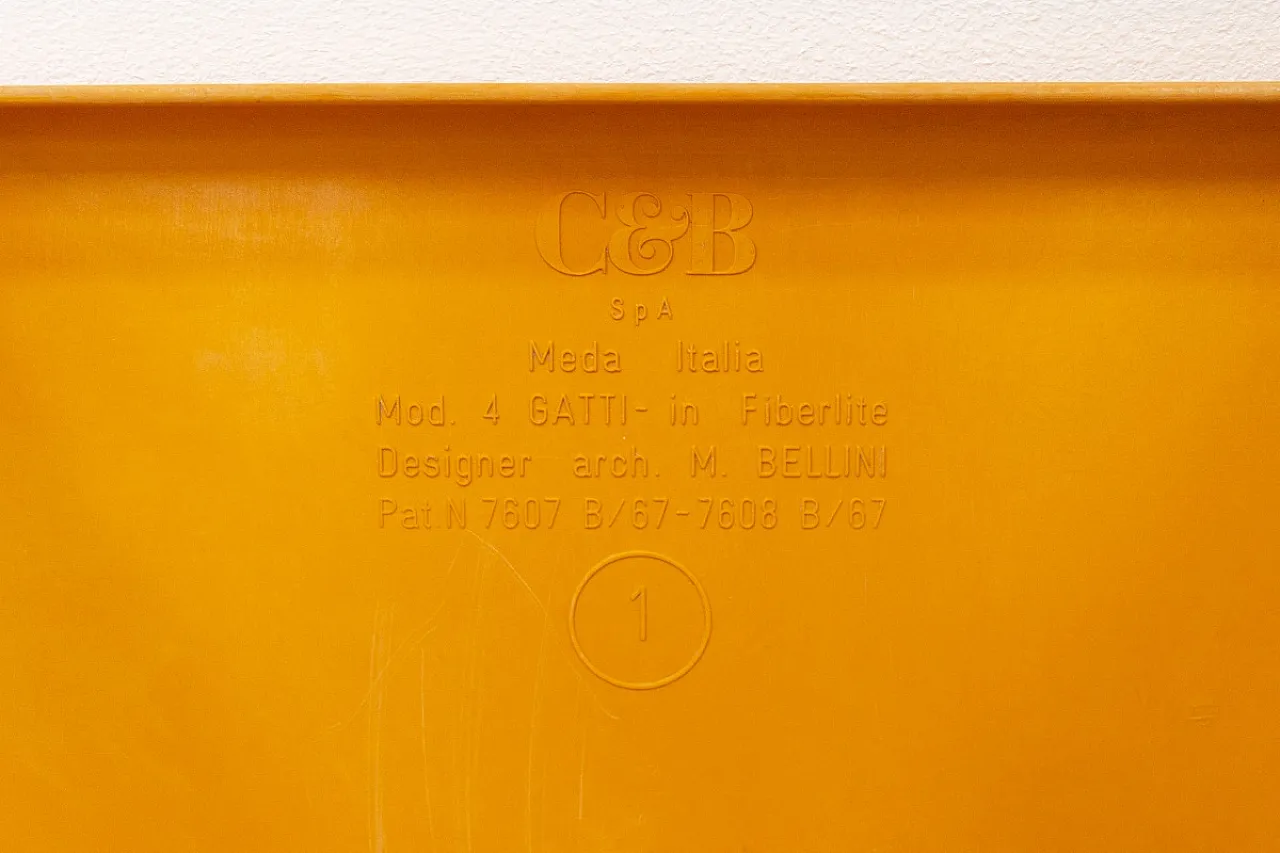 C&B
SpA
Meda Italia
Mod. 4 GATTI- in Fiberlite
Designer arch. M. BELLINI
Pat N 7607 B/67-7608 B/67
1